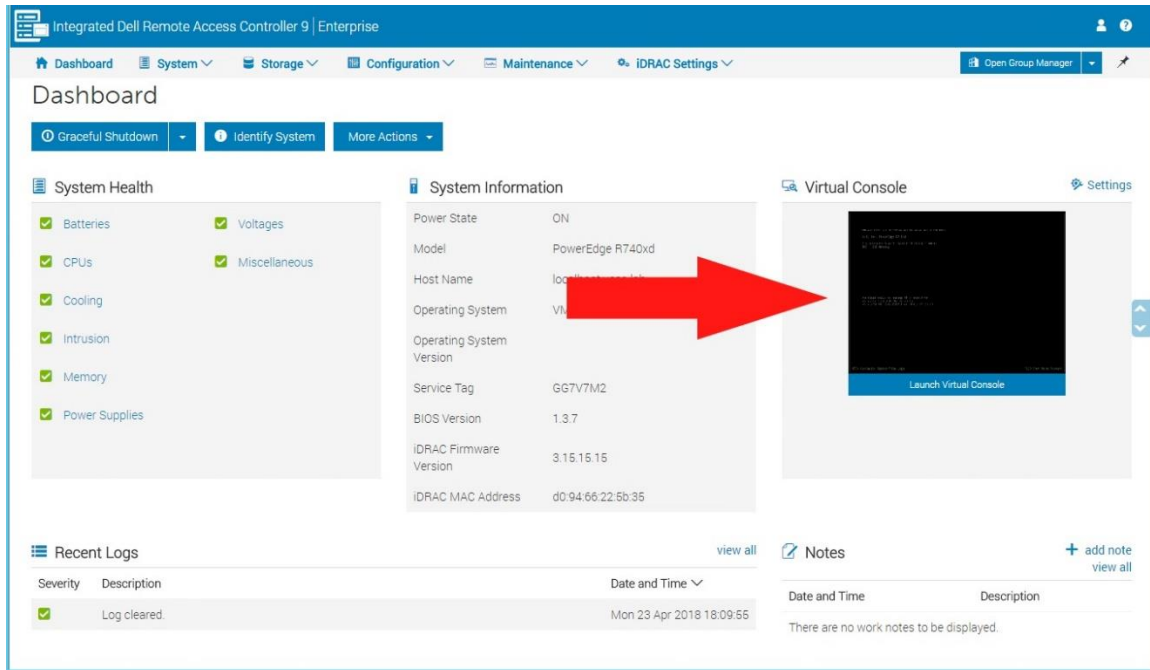 Integrated Dell Remote Access Controller 9 | Enterprise
Dashboard System Storage Configuration Maintenance iDRAC Settings Open Group Manager
Dashboard
Graceful Shutdown Identify System More Actions
System Health
Batteries Voltages
CPUs Miscellaneous
Cooling
Intrusion
Memory
Power Supplies
System Information
Power State ON
Model PowerEdge R740xd
Host Name
Operating System
Operating System
Version
Service Tag GG7V7M2
BIOS Version 1.3.7
iDRAC Firmware
Version 3.15.15.15
iDRAC MAC Address d0:94:66:22:5b:35
Virtual Console Settings
Launch Virtual Console
Recent Logs view all
Severity Description Date and Time
Log cleared. Mon 23 Apr 2018 18:09:55
Notes + add note
view all
Date and Time Description
There are no work notes to be displayed.